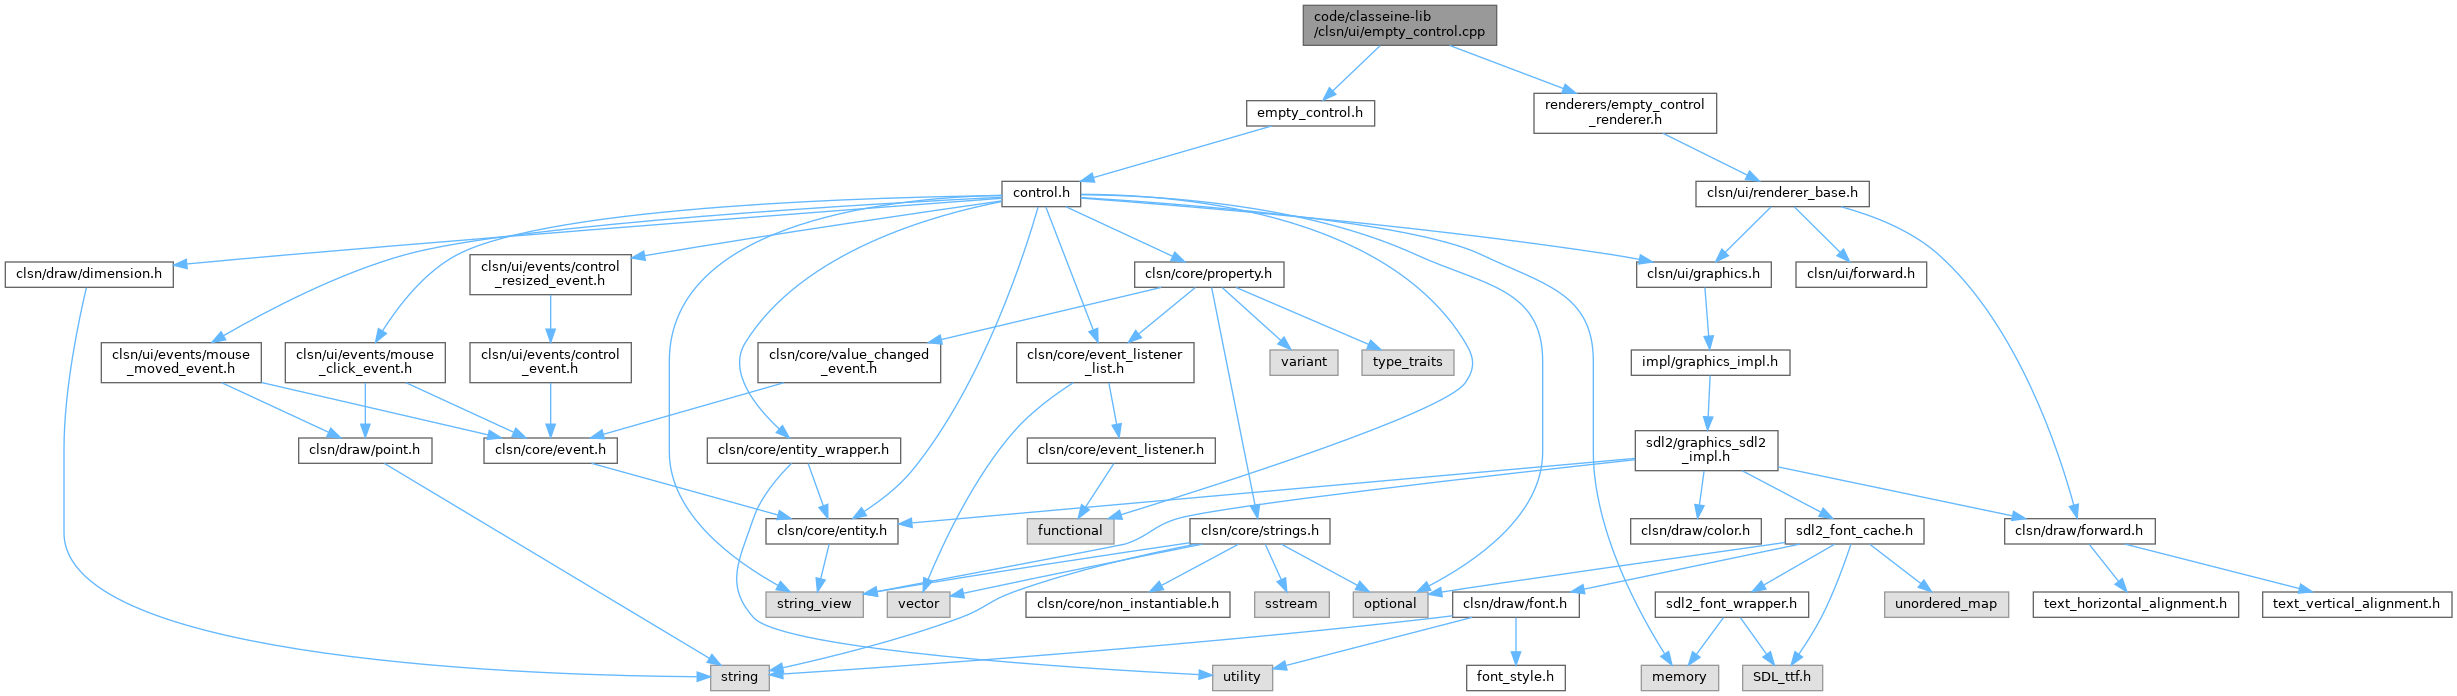 code/classeine-lib
/clsn/ui/empty_control.cpp
empty_control.h
renderers/empty_control
_renderer.h
control.h
clsn/ui/renderer_base.h
clsn/draw/dimension.h
clsn/ui/events/control
_resized_event.h
clsn/core/property.h
clsn/ui/graphics.h
clsn/ui/forward.h
clsn/ui/events/mouse
_moved_event.h
clsn/ui/events/mouse
_click_event.h
clsn/ui/events/control
_event.h
clsn/core/value_changed
_event.h
clsn/core/event_listener
_list.h
variant
type_traits
impl/graphics_impl.h
clsn/draw/point.h
clsn/core/event.h
clsn/core/entity_wrapper.h
clsn/core/event_listener.h
sdl2/graphics_sdl2
_impl.h
clsn/core/entity.h
functional
clsn/core/strings.h
clsn/draw/color.h
sdl2_font_cache.h
clsn/draw/forward.h
string_view
vector
clsn/core/non_instantiable.h
sstream
optional
clsn/draw/font.h
sdl2_font_wrapper.h
unordered_map
text_horizontal_alignment.h
text_vertical_alignment.h
string
utility
font_style.h
memory
SDL_ttf.h